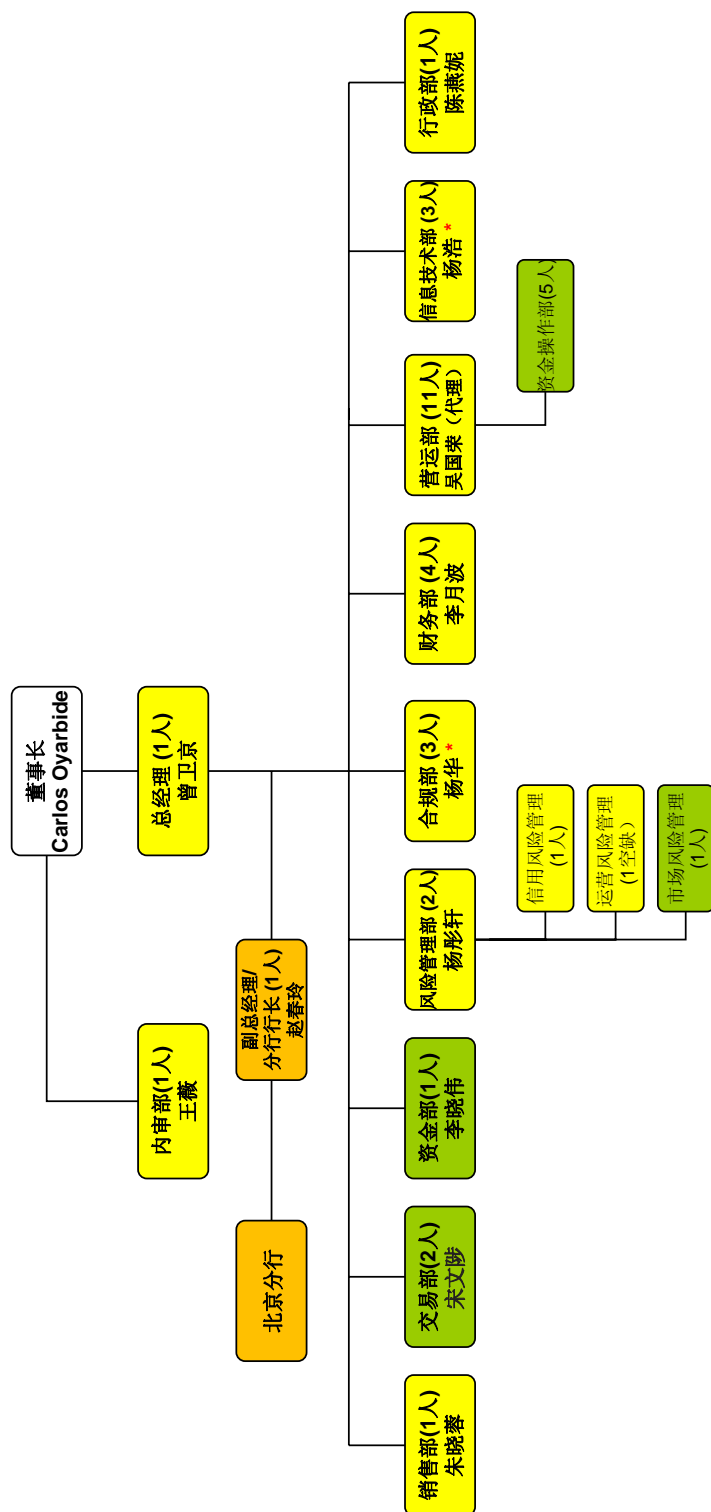 董事长
Carlos Oyarbide
内审部(1人)
王薇
总经理 (1人)
曾卫京
北京分行
副总经理/
分行行长 (1人)
赵春玲
销售部(1人)
朱晓蓉
交易部(2人)
宋文陟
资金部(1人)
李晓伟
风险管理部 (2人)
杨彤轩
合规部 (3人)
杨华 *
财务部 (4人)
李月波
营运部 (11人)
吴国荣（代理）
信息技术部 (3人)
杨浩 *
行政部(1人)
陈燕妮
信用风险管理
(1人)
运营风险管理
(1空缺）
市场风险管理
(1人)
资金操作部(5人)